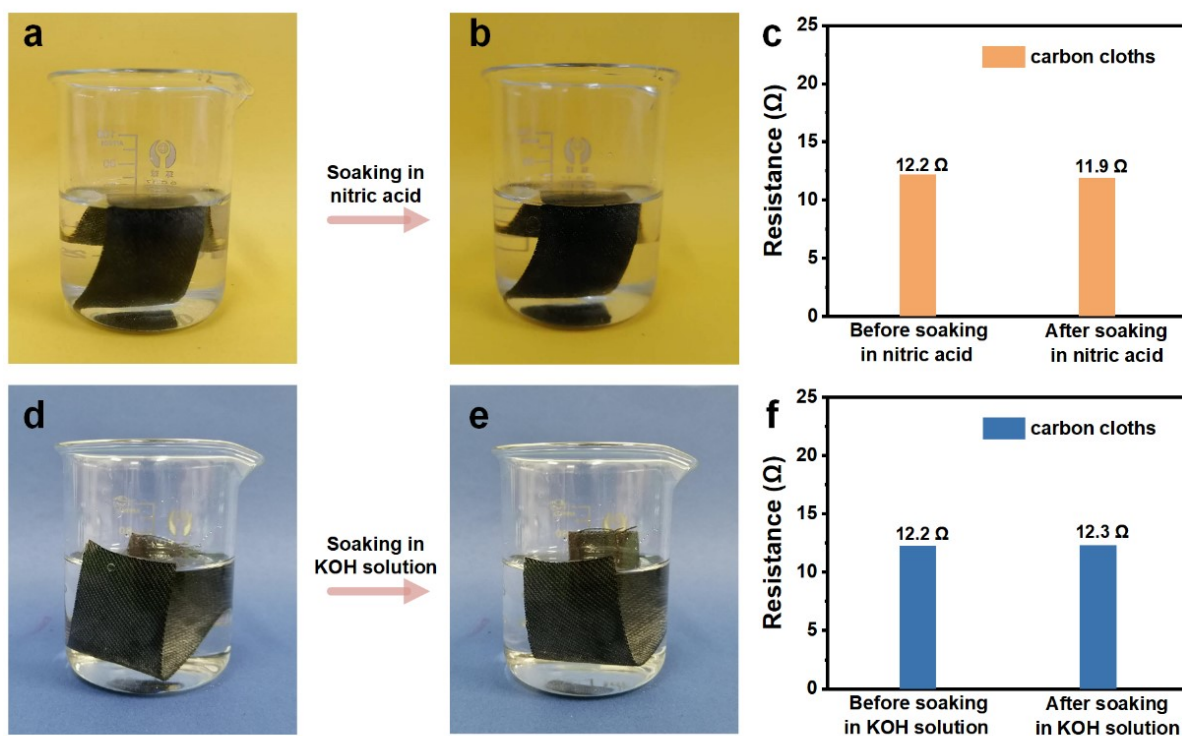 a
b
c
Soaking in
nitric acid
carbon cloths
Resistance (Ω)
25
20
15
10
5
0
12.2 Ω
11.9 Ω
Before soaking
in nitric acid
After soaking
in nitric acid
d
e
f
Soaking in
KOH solution
carbon cloths
Resistance (Ω)
25
20
15
10
5
0
12.2 Ω
12.3 Ω
Before soaking
in KOH solution
After soaking
in KOH solution